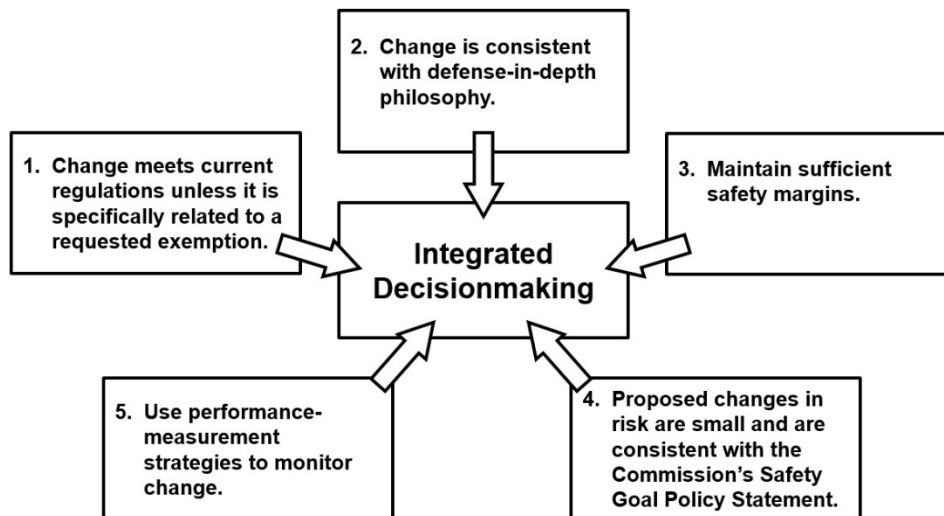 2. Change is consistent
with defense-in-depth
philosophy.
1. Change meets current
regulations unless it is
specifically related to a
requested exemption.
3. Maintain sufficient
safety margins.
Integrated
Decisionmaking
5. Use performance-
measurement
strategies to monitor
change.
4. Proposed changes in
risk are small and are
consistent with the
Commission’s Safety
Goal Policy Statement.